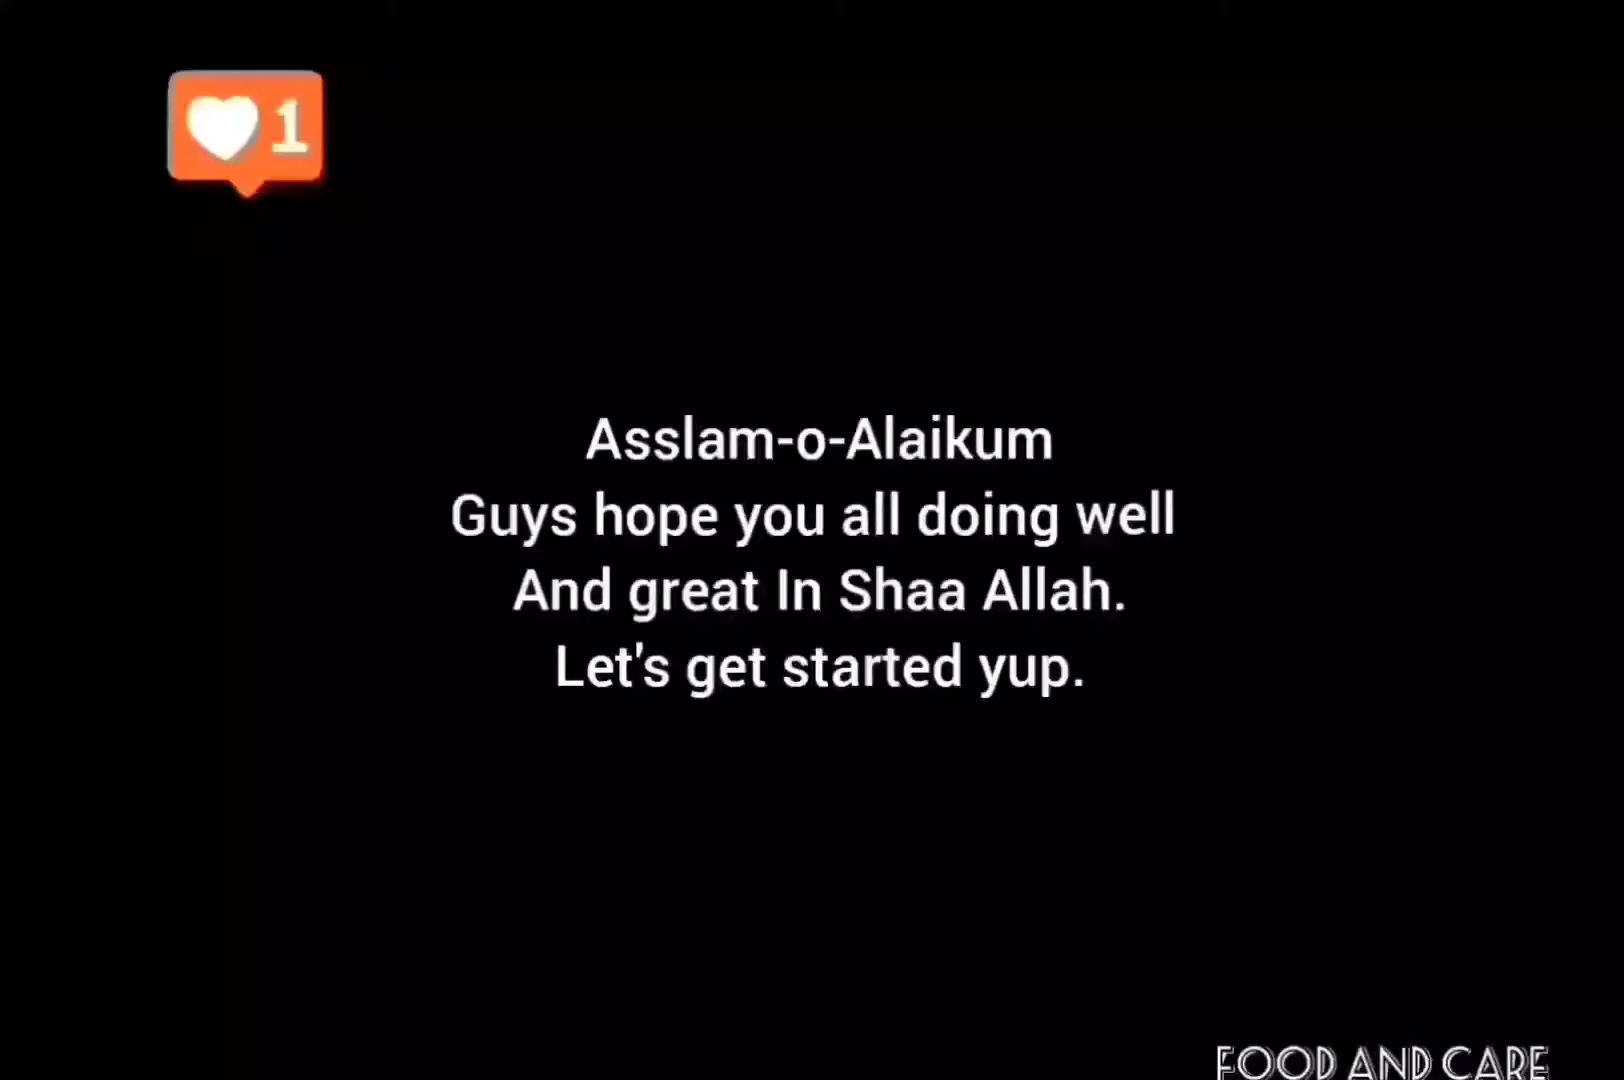 1
Asslam-o-Alaikum
Guys hope you all doing well
And great In Shaa Allah.
Let's get started yup.
FOOD AND CARE